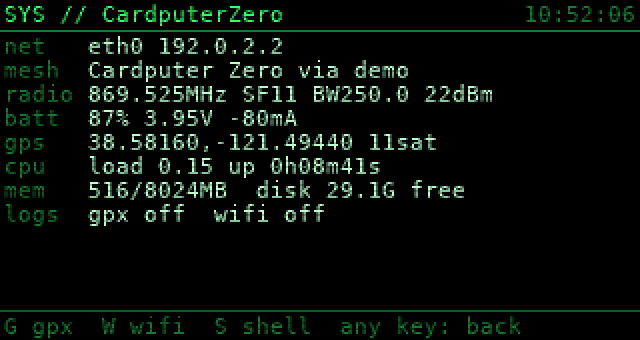 SYS // CardputerZero 10:52:06
net eth0 192.0.2.2
mesh Cardputer Zero via demo
radio 869.525MHz SF11 BW250.0 22dBm
batt 87% 3.95V -80mA
gps 38.58160,-121.49440 11sat
cpu load 0.15 up 0h08m41s
mem 516/8024MB disk 29.1G free
logs gpx off wifi off
G gpx W wifi S shell any key: back